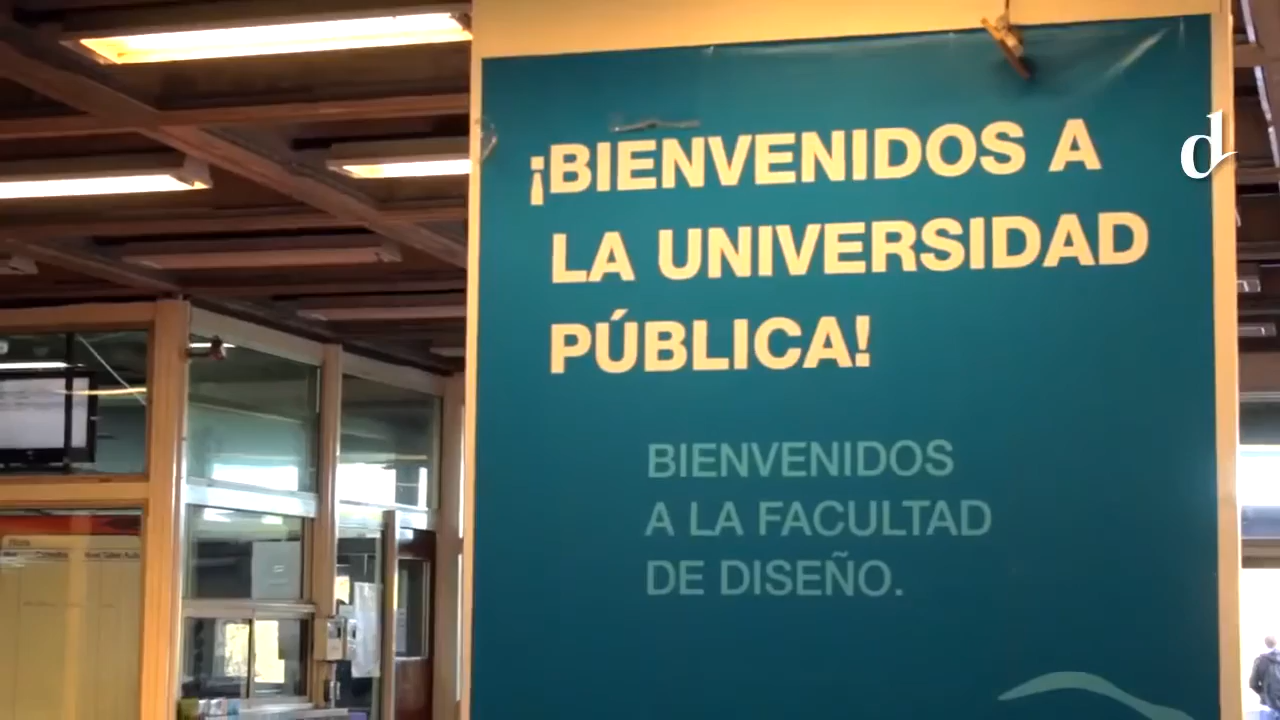 ¡BIENVENIDOS A
LA UNIVERSIDAD
PÚBLICA!
BIENVENIDOS
A LA FACULTAD
DE DISEÑO.
d